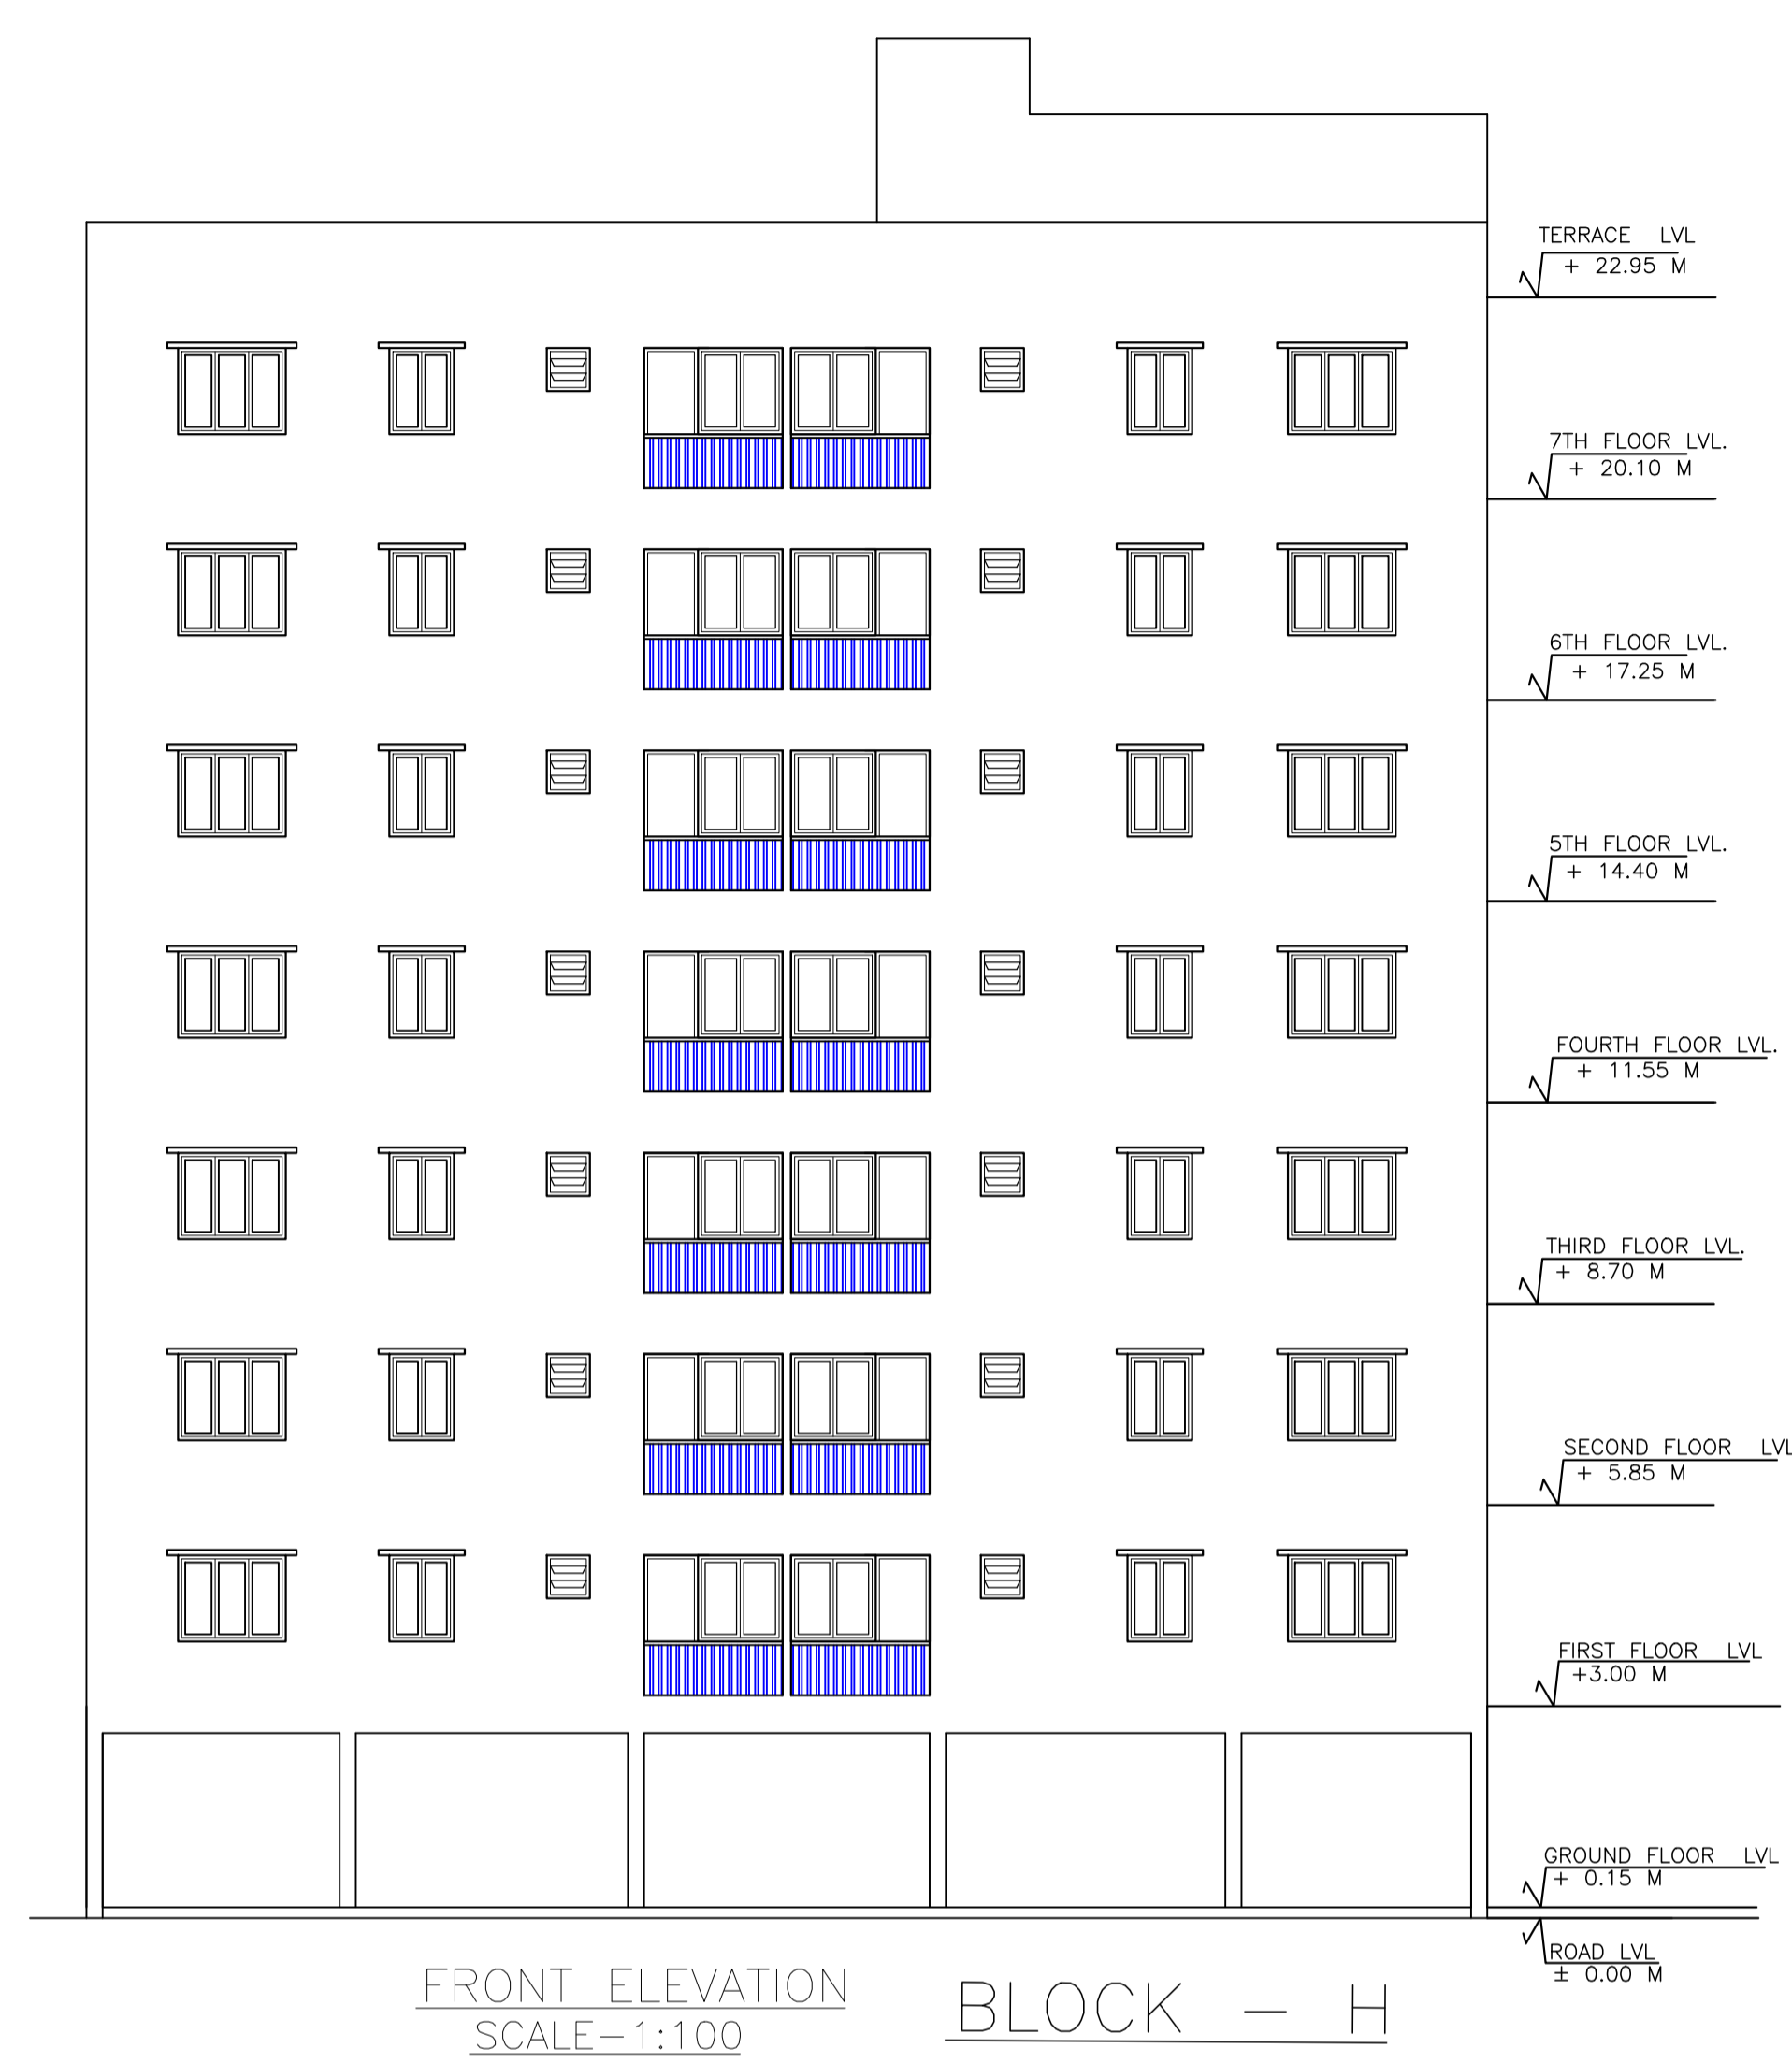 TERRACE LVL
+ 22.95 M
7TH FLOOR LVL.
+ 20.10 M
6TH FLOOR LVL.
+ 17.25 M
5TH FLOOR LVL.
+ 14.40 M
FOURTH FLOOR LVL.
+ 11.55 M
THIRD FLOOR LVL.
+ 8.70 M
SECOND FLOOR LVL
+ 5.85 M
FIRST FLOOR LVL
+3.00 M
GROUND FLOOR LVL
+ 0.15 M
ROAD LVL
± 0.00 M
FRONT ELEVATION
SCALE-1:100
BLOCK - H